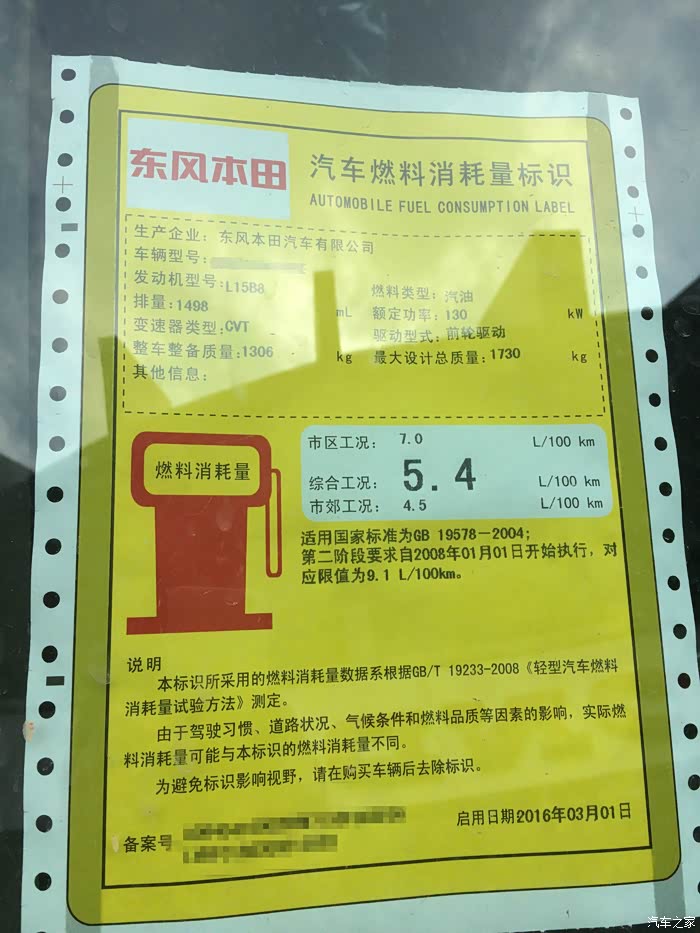 东风本田
汽车燃料消耗量标识
AUTOMOBILE FUEL CONSUMPTION LABEL
生产企业：东风本田汽车有限公司
车辆型号：
发动机型号：L15B8
燃料类型：汽油
排量：1498 mL
额定功率：130 kW
变速器类型：CVT
驱动型式：前轮驱动
整车整备质量：1306 kg
最大设计总质量：1730 kg
其他信息：
燃料消耗量
市区工况： 7.0 L/100 km
综合工况： 5.4 L/100 km
市郊工况： 4.5 L/100 km
适用国家标准为GB 19578－2004；
第二阶段要求自2008年01月01日开始执行，对
应限值为9.1 L/100km。
说明
本标识所采用的燃料消耗量数据系根据GB/T 19233-2008《轻型汽车燃料
消耗量试验方法》测定。
由于驾驶习惯、道路状况、气候条件和燃料品质等因素的影响，实际燃
料消耗量可能与本标识的燃料消耗量不同。
为避免标识影响视野，请在购买车辆后去除标识。
备案号
启用日期：2016年03月01日
汽车之家